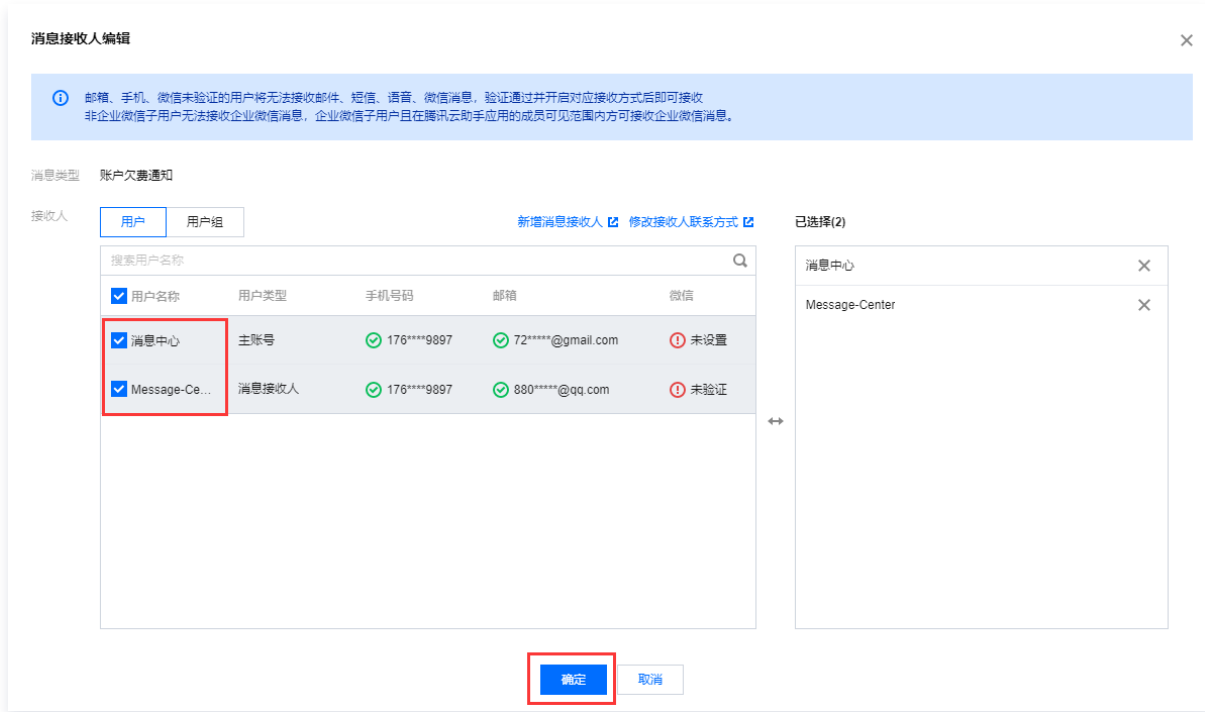 消息接收人编辑
邮箱、手机、微信未验证的用户将无法接收邮件、短信、语音、微信消息，验证通过并开启对应接收方式后即可接收
非企业微信子用户无法接收企业微信消息，企业微信子用户且在腾讯云助手应用的成员可见范围内方可接收企业微信消息。
消息类型 账户欠费通知
接收人 用户 用户组 新增消息接收人 修改接收人联系方式 已选择(2)
搜索用户名称
用户名称 用户类型 手机号码 邮箱 微信
消息中心 主账号 176****9897 72*****@gmail.com 未设置
Message-Ce... 消息接收人 176****9897 880*****@qq.com 未验证
消息中心
Message-Center
确定 取消